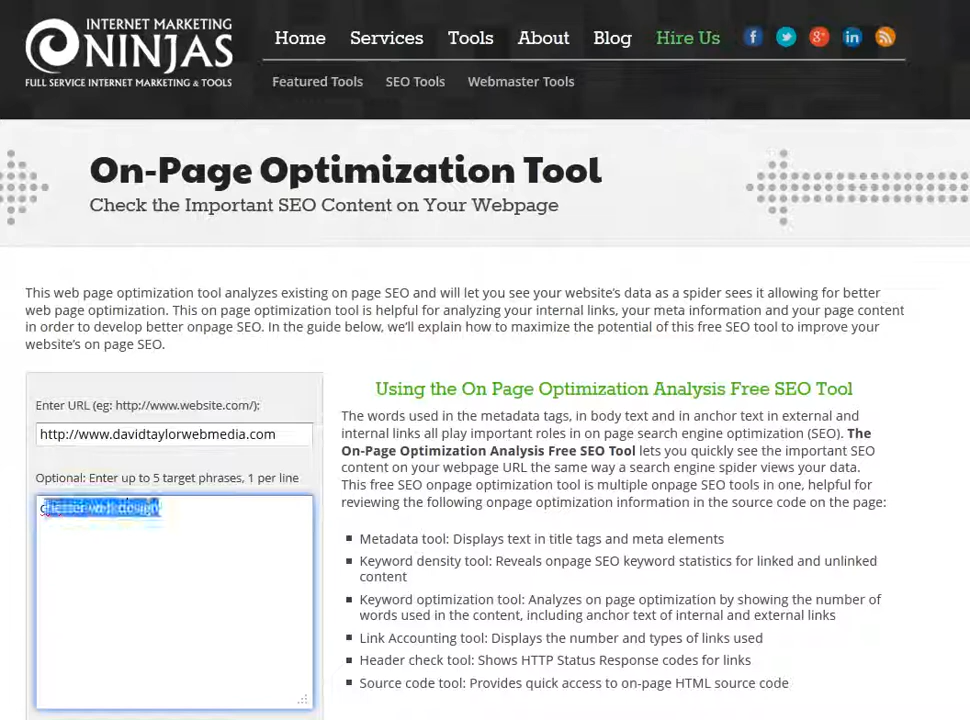 INTERNET MARKETING
NINJAS
FULL SERVICE INTERNET MARKETING & TOOLS
Home Services Tools About Blog Hire Us
Featured Tools SEO Tools Webmaster Tools
On-Page Optimization Tool
Check the Important SEO Content on Your Webpage
This web page optimization tool analyzes existing on page SEO and will let you see your website's data as a spider sees it allowing for better
web page optimization. This on page optimization tool is helpful for analyzing your internal links, your meta information and your page content
in order to develop better onpage SEO. In the guide below, we'll explain how to maximize the potential of this free SEO tool to improve your
website's on page SEO.
Enter URL (eg: http://www.website.com/):
http://www.davidtaylorwebmedia.com
Optional: Enter up to 5 target phrases, 1 per line
web design
Using the On Page Optimization Analysis Free SEO Tool
The words used in the metadata tags, in body text and in anchor text in external and
internal links all play important roles in on page search engine optimization (SEO). The
On-Page Optimization Analysis Free SEO Tool lets you quickly see the important SEO
content on your webpage URL the same way a search engine spider views your data.
This free SEO onpage optimization tool is multiple onpage SEO tools in one, helpful for
reviewing the following onpage optimization information in the source code on the page:
Metadata tool: Displays text in title tags and meta elements
Keyword density tool: Reveals onpage SEO keyword statistics for linked and unlinked
content
Keyword optimization tool: Analyzes on page optimization by showing the number of
words used in the content, including anchor text of internal and external links
Link Accounting tool: Displays the number and types of links used
Header check tool: Shows HTTP Status Response codes for links
Source code tool: Provides quick access to on-page HTML source code